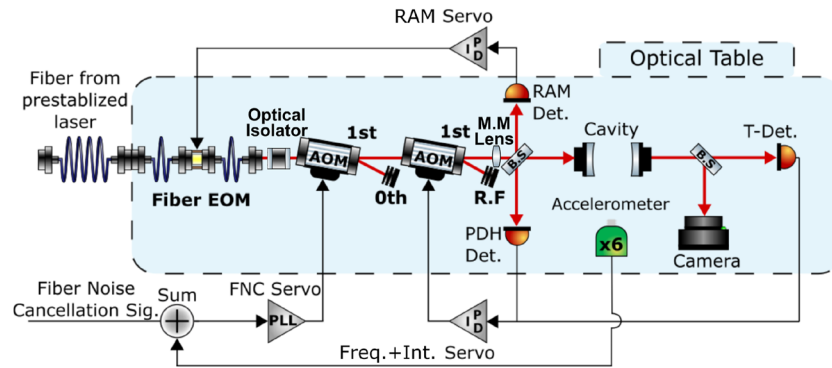 RAM Servo
I P D
Optical Table
Fiber from
prestablized
laser
Optical
Isolator
1st
1st
M.M
Lens
RAM
Det.
Cavity
T-Det.
AOM
AOM
B.S
B.S
Fiber EOM
0th
R.F
Accelerometer
PDH
Det.
x6
Camera
Fiber Noise
Cancellation Sig.
Sum
FNC Servo
PLL
I P D
Freq.+Int. Servo